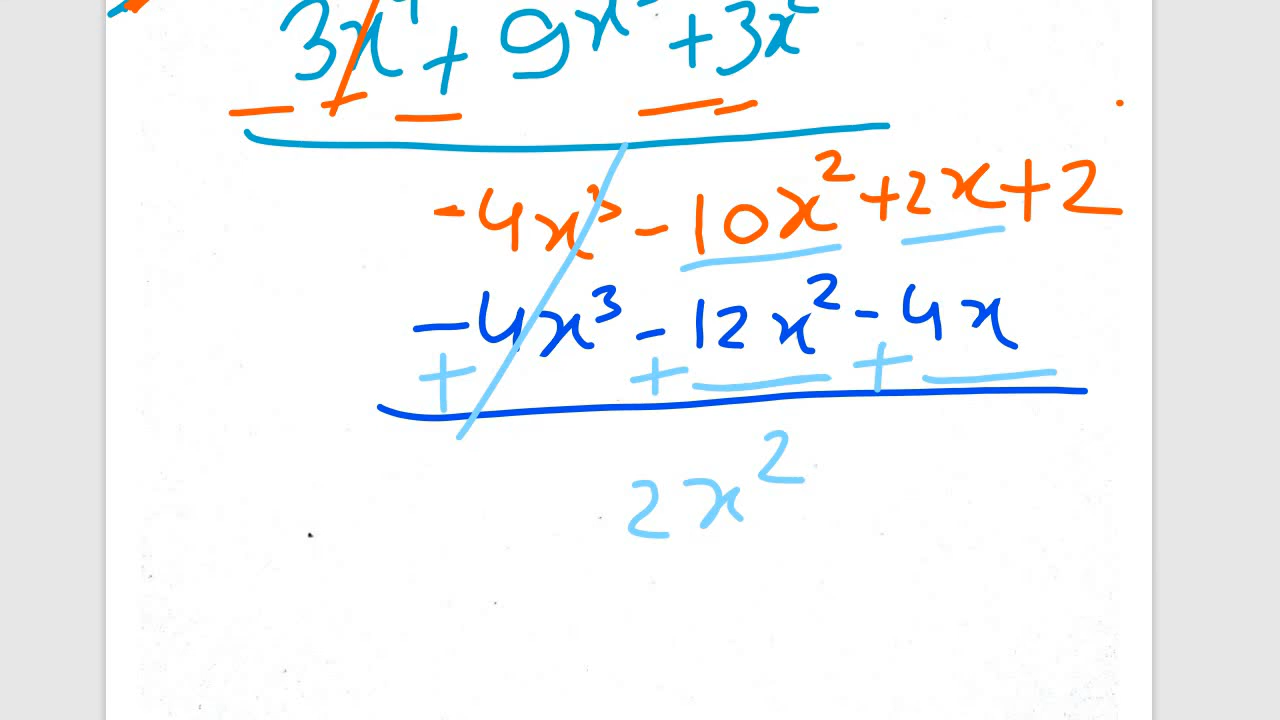 3x⁴ + 9x³ + 3x²
- - -
-4x³ - 10x² + 2x + 2
-4x³ - 12x² - 4x
+ + +
2x²